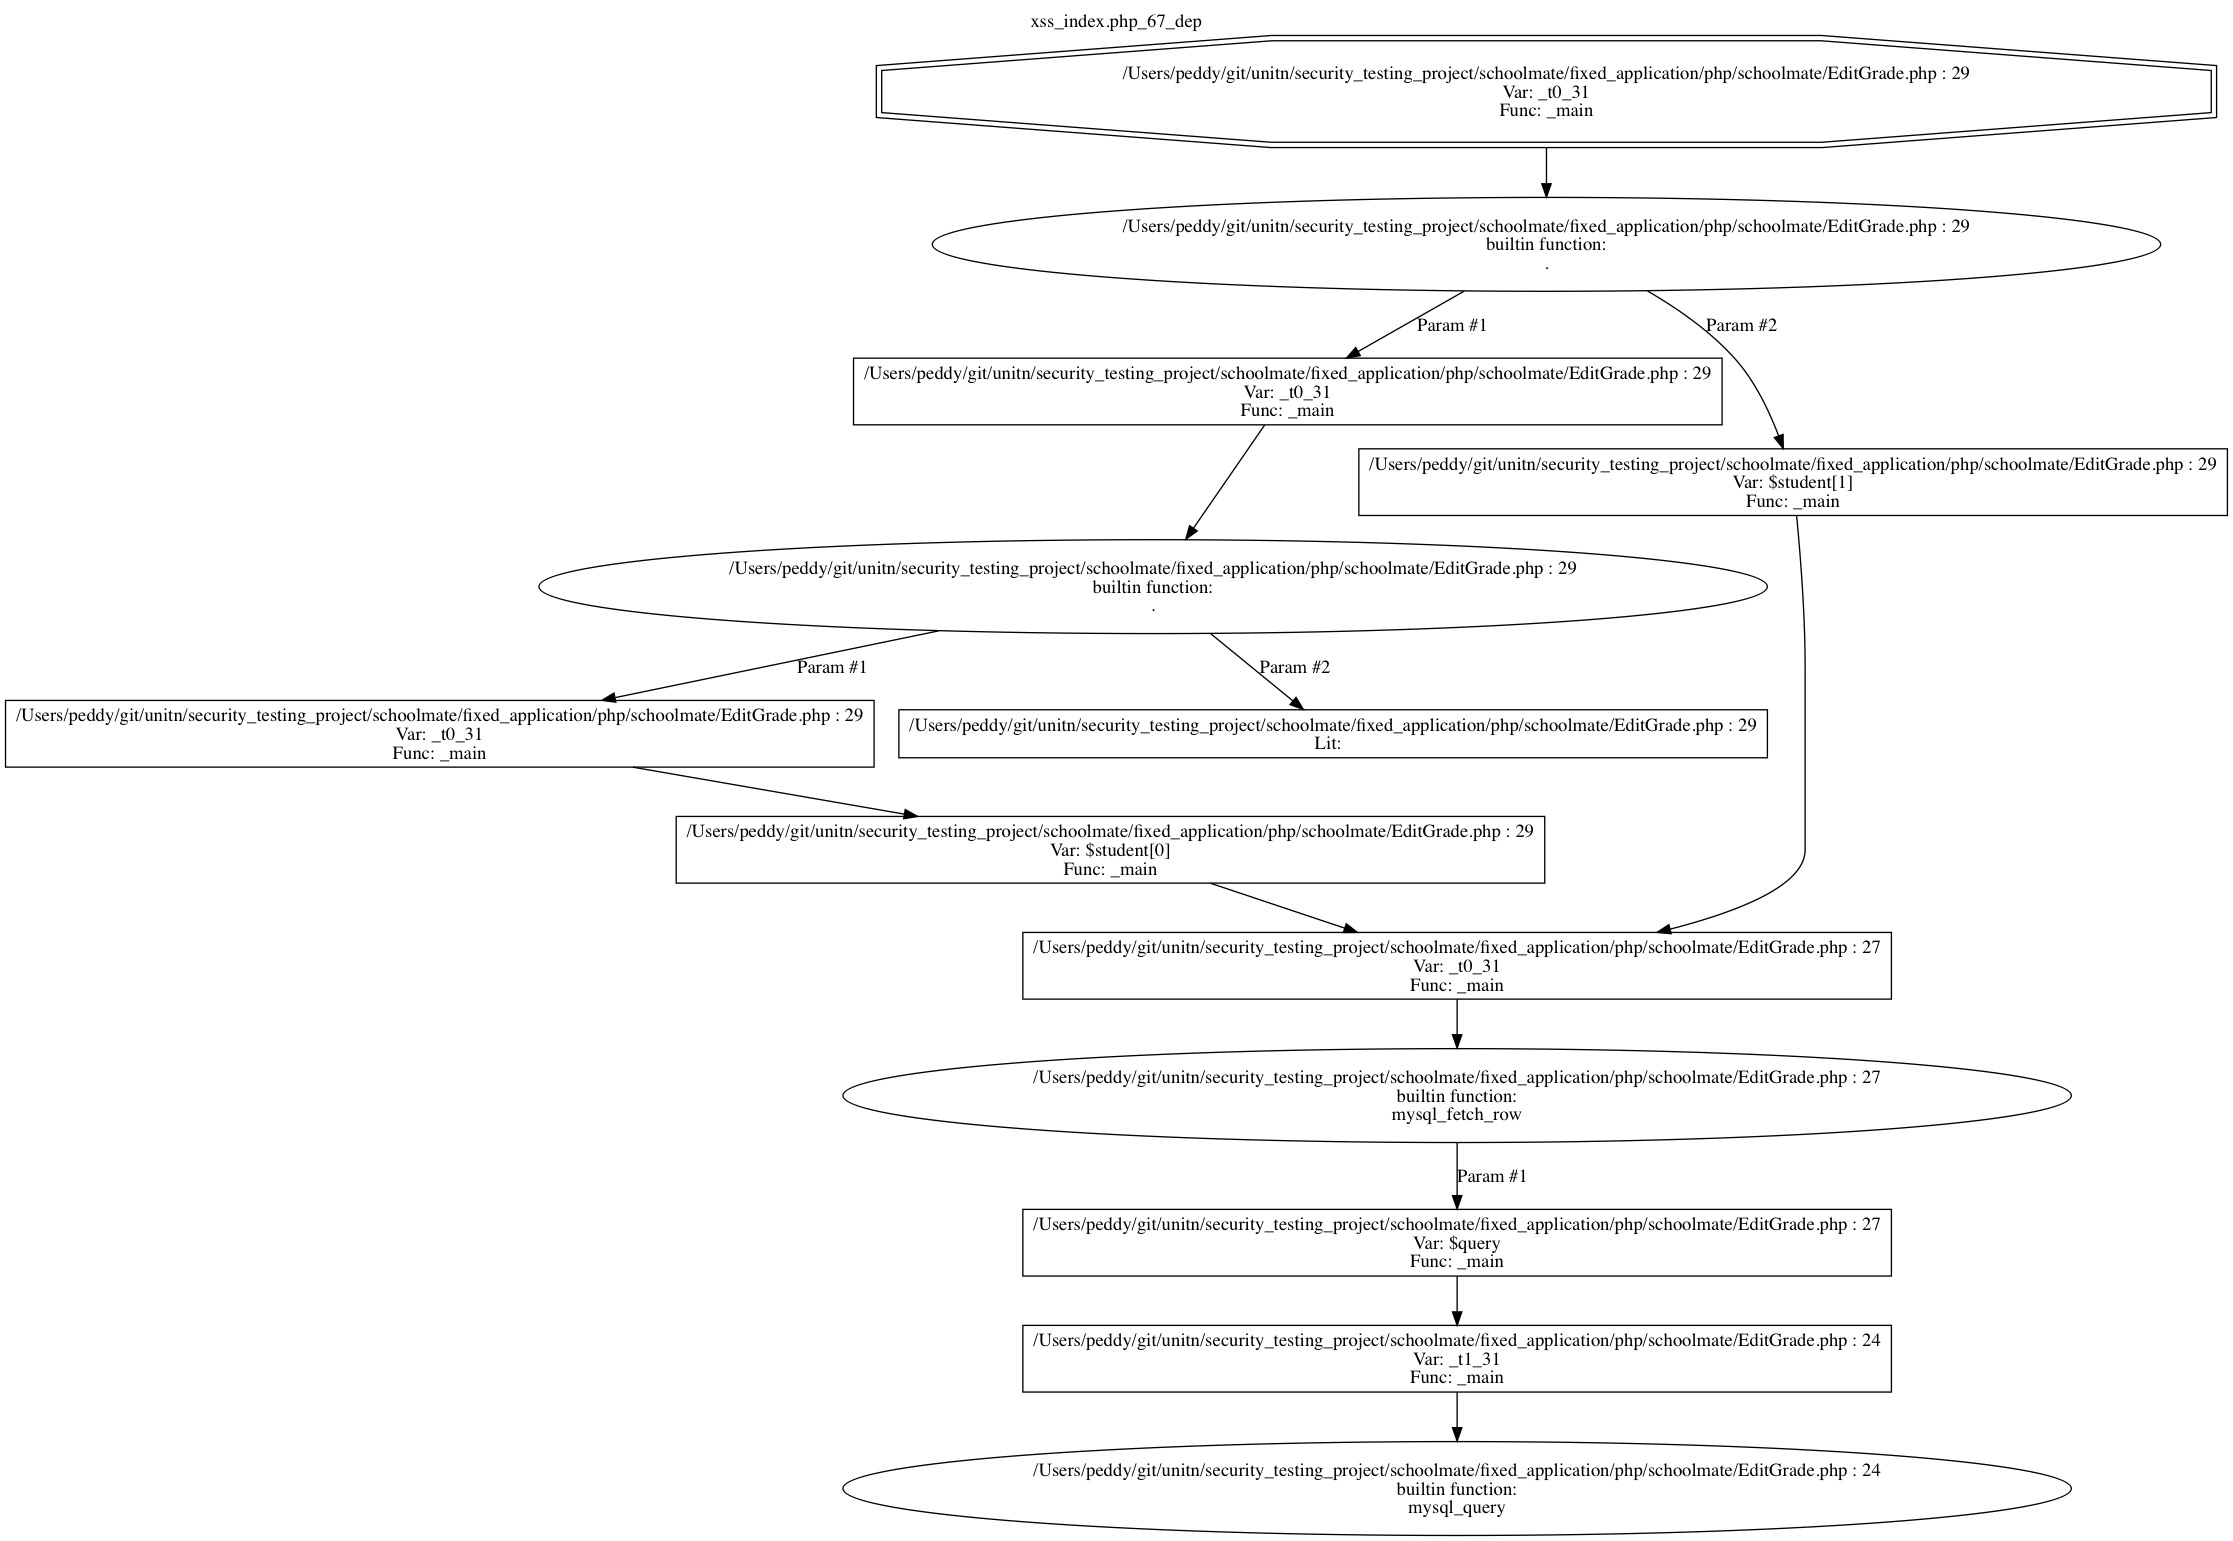 xss_index.php_67_dep
/Users/peddy/git/unitn/security_testing_project/schoolmate/fixed_application/php/schoolmate/EditGrade.php : 29
Var: _t0_31
Func: _main
/Users/peddy/git/unitn/security_testing_project/schoolmate/fixed_application/php/schoolmate/EditGrade.php : 29
builtin function:
.
Param #1
Param #2
/Users/peddy/git/unitn/security_testing_project/schoolmate/fixed_application/php/schoolmate/EditGrade.php : 29
Var: _t0_31
Func: _main
/Users/peddy/git/unitn/security_testing_project/schoolmate/fixed_application/php/schoolmate/EditGrade.php : 29
Var: $student[1]
Func: _main
/Users/peddy/git/unitn/security_testing_project/schoolmate/fixed_application/php/schoolmate/EditGrade.php : 29
builtin function:
.
Param #1
Param #2
/Users/peddy/git/unitn/security_testing_project/schoolmate/fixed_application/php/schoolmate/EditGrade.php : 29
Var: _t0_31
Func: _main
/Users/peddy/git/unitn/security_testing_project/schoolmate/fixed_application/php/schoolmate/EditGrade.php : 29
Lit:
/Users/peddy/git/unitn/security_testing_project/schoolmate/fixed_application/php/schoolmate/EditGrade.php : 29
Var: $student[0]
Func: _main
/Users/peddy/git/unitn/security_testing_project/schoolmate/fixed_application/php/schoolmate/EditGrade.php : 27
Var: _t0_31
Func: _main
/Users/peddy/git/unitn/security_testing_project/schoolmate/fixed_application/php/schoolmate/EditGrade.php : 27
builtin function:
mysql_fetch_row
Param #1
/Users/peddy/git/unitn/security_testing_project/schoolmate/fixed_application/php/schoolmate/EditGrade.php : 27
Var: $query
Func: _main
/Users/peddy/git/unitn/security_testing_project/schoolmate/fixed_application/php/schoolmate/EditGrade.php : 24
Var: _t1_31
Func: _main
/Users/peddy/git/unitn/security_testing_project/schoolmate/fixed_application/php/schoolmate/EditGrade.php : 24
builtin function:
mysql_query